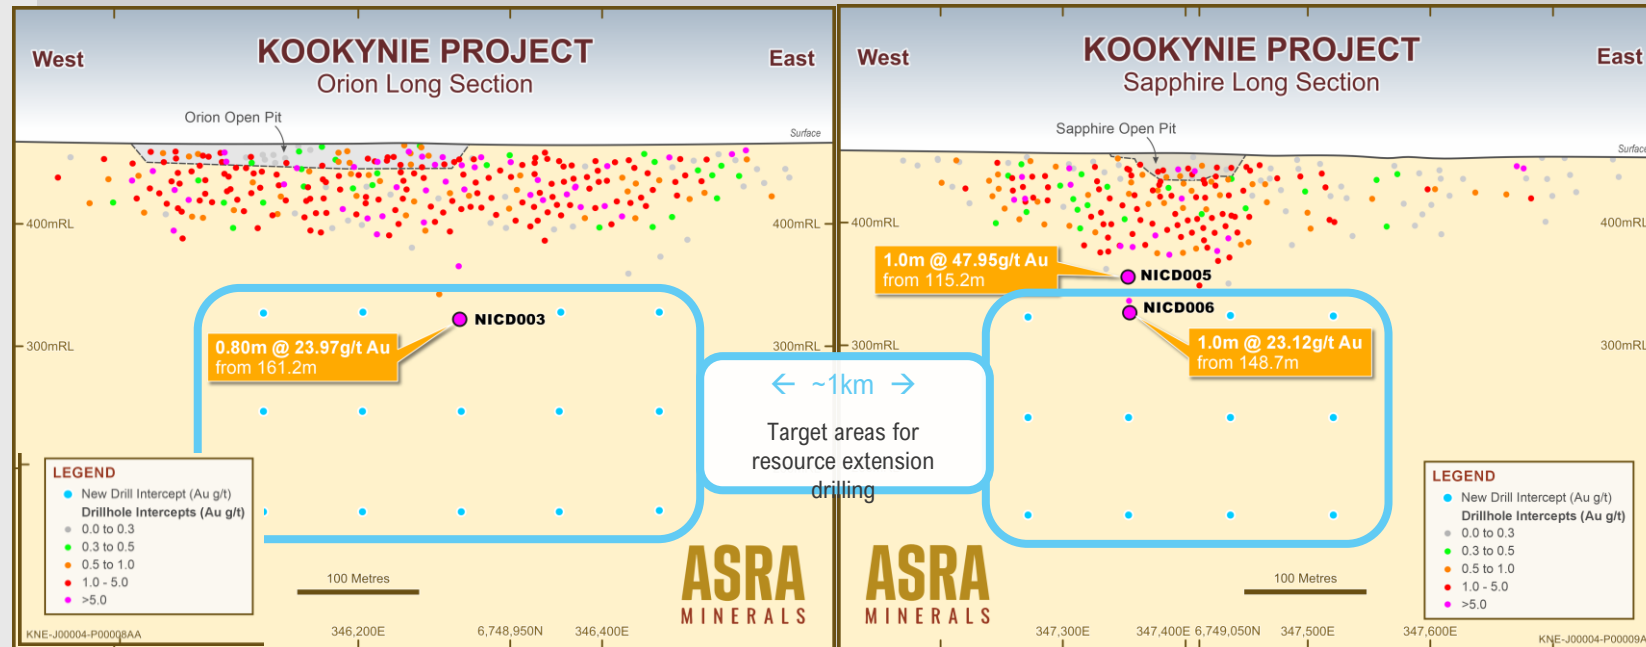 KOOKYNIE PROJECT
Orion Long Section
West
East
Orion Open Pit
Surface
400mRL
400mRL
NICD003
0.80m @ 23.97g/t Au
from 161.2m
300mRL
300mRL
LEGEND
New Drill Intercept (Au g/t)
Drillhole Intercepts (Au g/t)
0.0 to 0.3
0.3 to 0.5
0.5 to 1.0
1.0 - 5.0
>5.0
100 Metres
ASRA
MINERALS
KNE-J00004-P00008AA
346,200E
6,748,950N
346,400E
← ~1km →
Target areas for
resource extension
drilling
KOOKYNIE PROJECT
Sapphire Long Section
West
East
Sapphire Open Pit
Surface
400mRL
400mRL
1.0m @ 47.95g/t Au
from 115.2m
NICD005
NICD006
1.0m @ 23.12g/t Au
from 148.7m
300mRL
300mRL
LEGEND
New Drill Intercept (Au g/t)
Drillhole Intercepts (Au g/t)
0.0 to 0.3
0.3 to 0.5
0.5 to 1.0
1.0 - 5.0
>5.0
ASRA
MINERALS
100 Metres
347,300E
347,400E
6,749,050N
347,500E
347,600E
KNE-J00004-P00009A